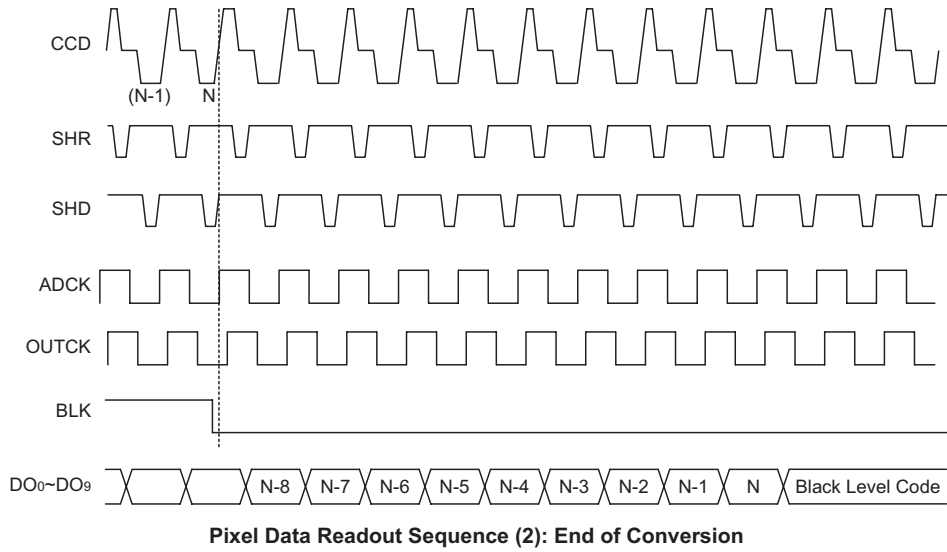 CCD
(N-1) N
SHR
SHD
ADCK
OUTCK
BLK
DO0~DO9 N-8 N-7 N-6 N-5 N-4 N-3 N-2 N-1 N Black Level Code
Pixel Data Readout Sequence (2): End of Conversion